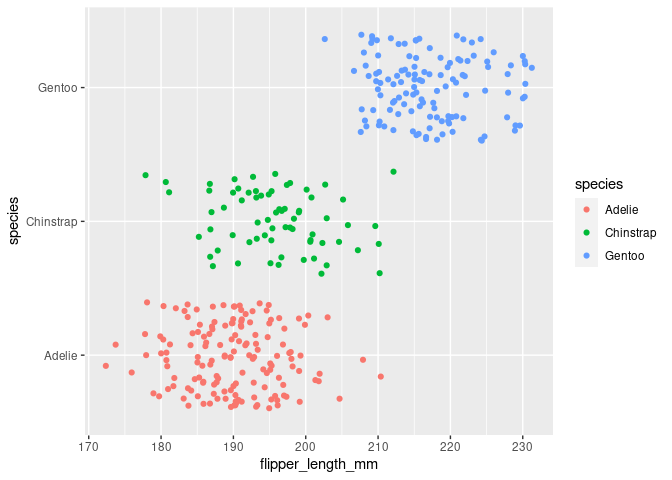 Gentoo
Chinstrap
Adelie
species
170 180 190 200 210 220 230
flipper_length_mm
species
Adelie
Chinstrap
Gentoo